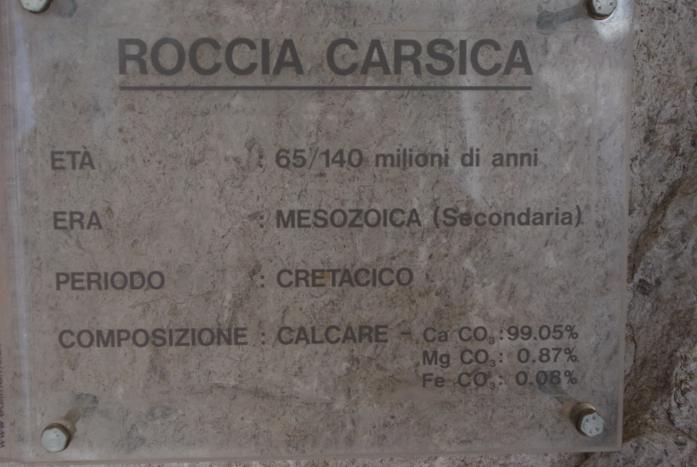 ROCCIA CARSICA
ETÀ : 65/140 milioni di anni
ERA : MESOZOICA (Secondaria)
PERIODO : CRETACICO
COMPOSIZIONE : CALCARE - Ca CO₃ : 99.05%
Mg CO₃ : 0.87%
Fe CO₃ : 0.08%